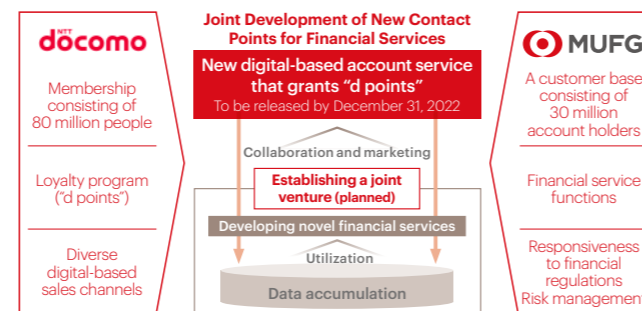 NTT
döcomo
Membership
consisting of
80 million people
Loyalty program
(“d points”)
Diverse
digital-based
sales channels
Joint Development of New Contact
Points for Financial Services
New digital-based account service
that grants “d points”
To be released by December 31, 2022
Collaboration and marketing
Establishing a joint
venture (planned)
Developing novel financial services
Utilization
Data accumulation
MUFG
A customer base
consisting of
30 million
account holders
Financial service
functions
Responsiveness
to financial
regulations
Risk management